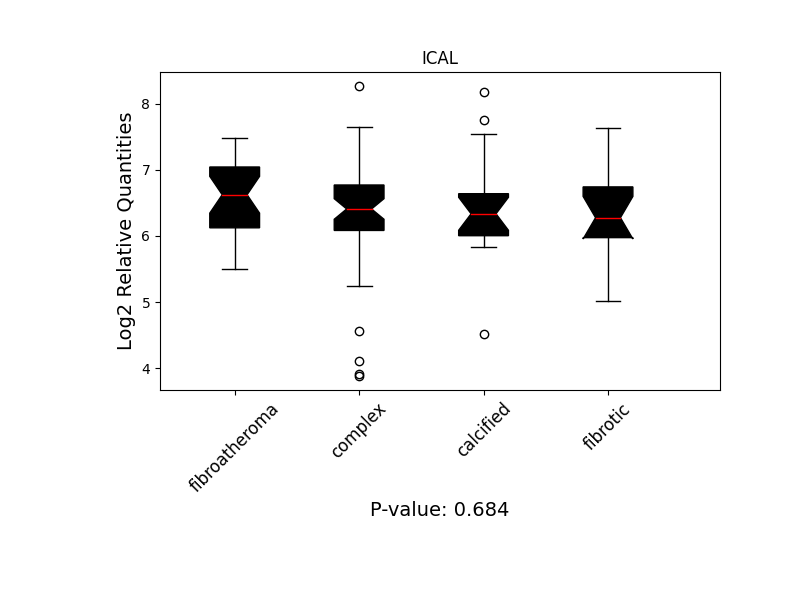 ICAL
Log2 Relative Quantities
8
7
6
5
4
fibroatheroma
complex
calcified
fibrotic
P-value: 0.684